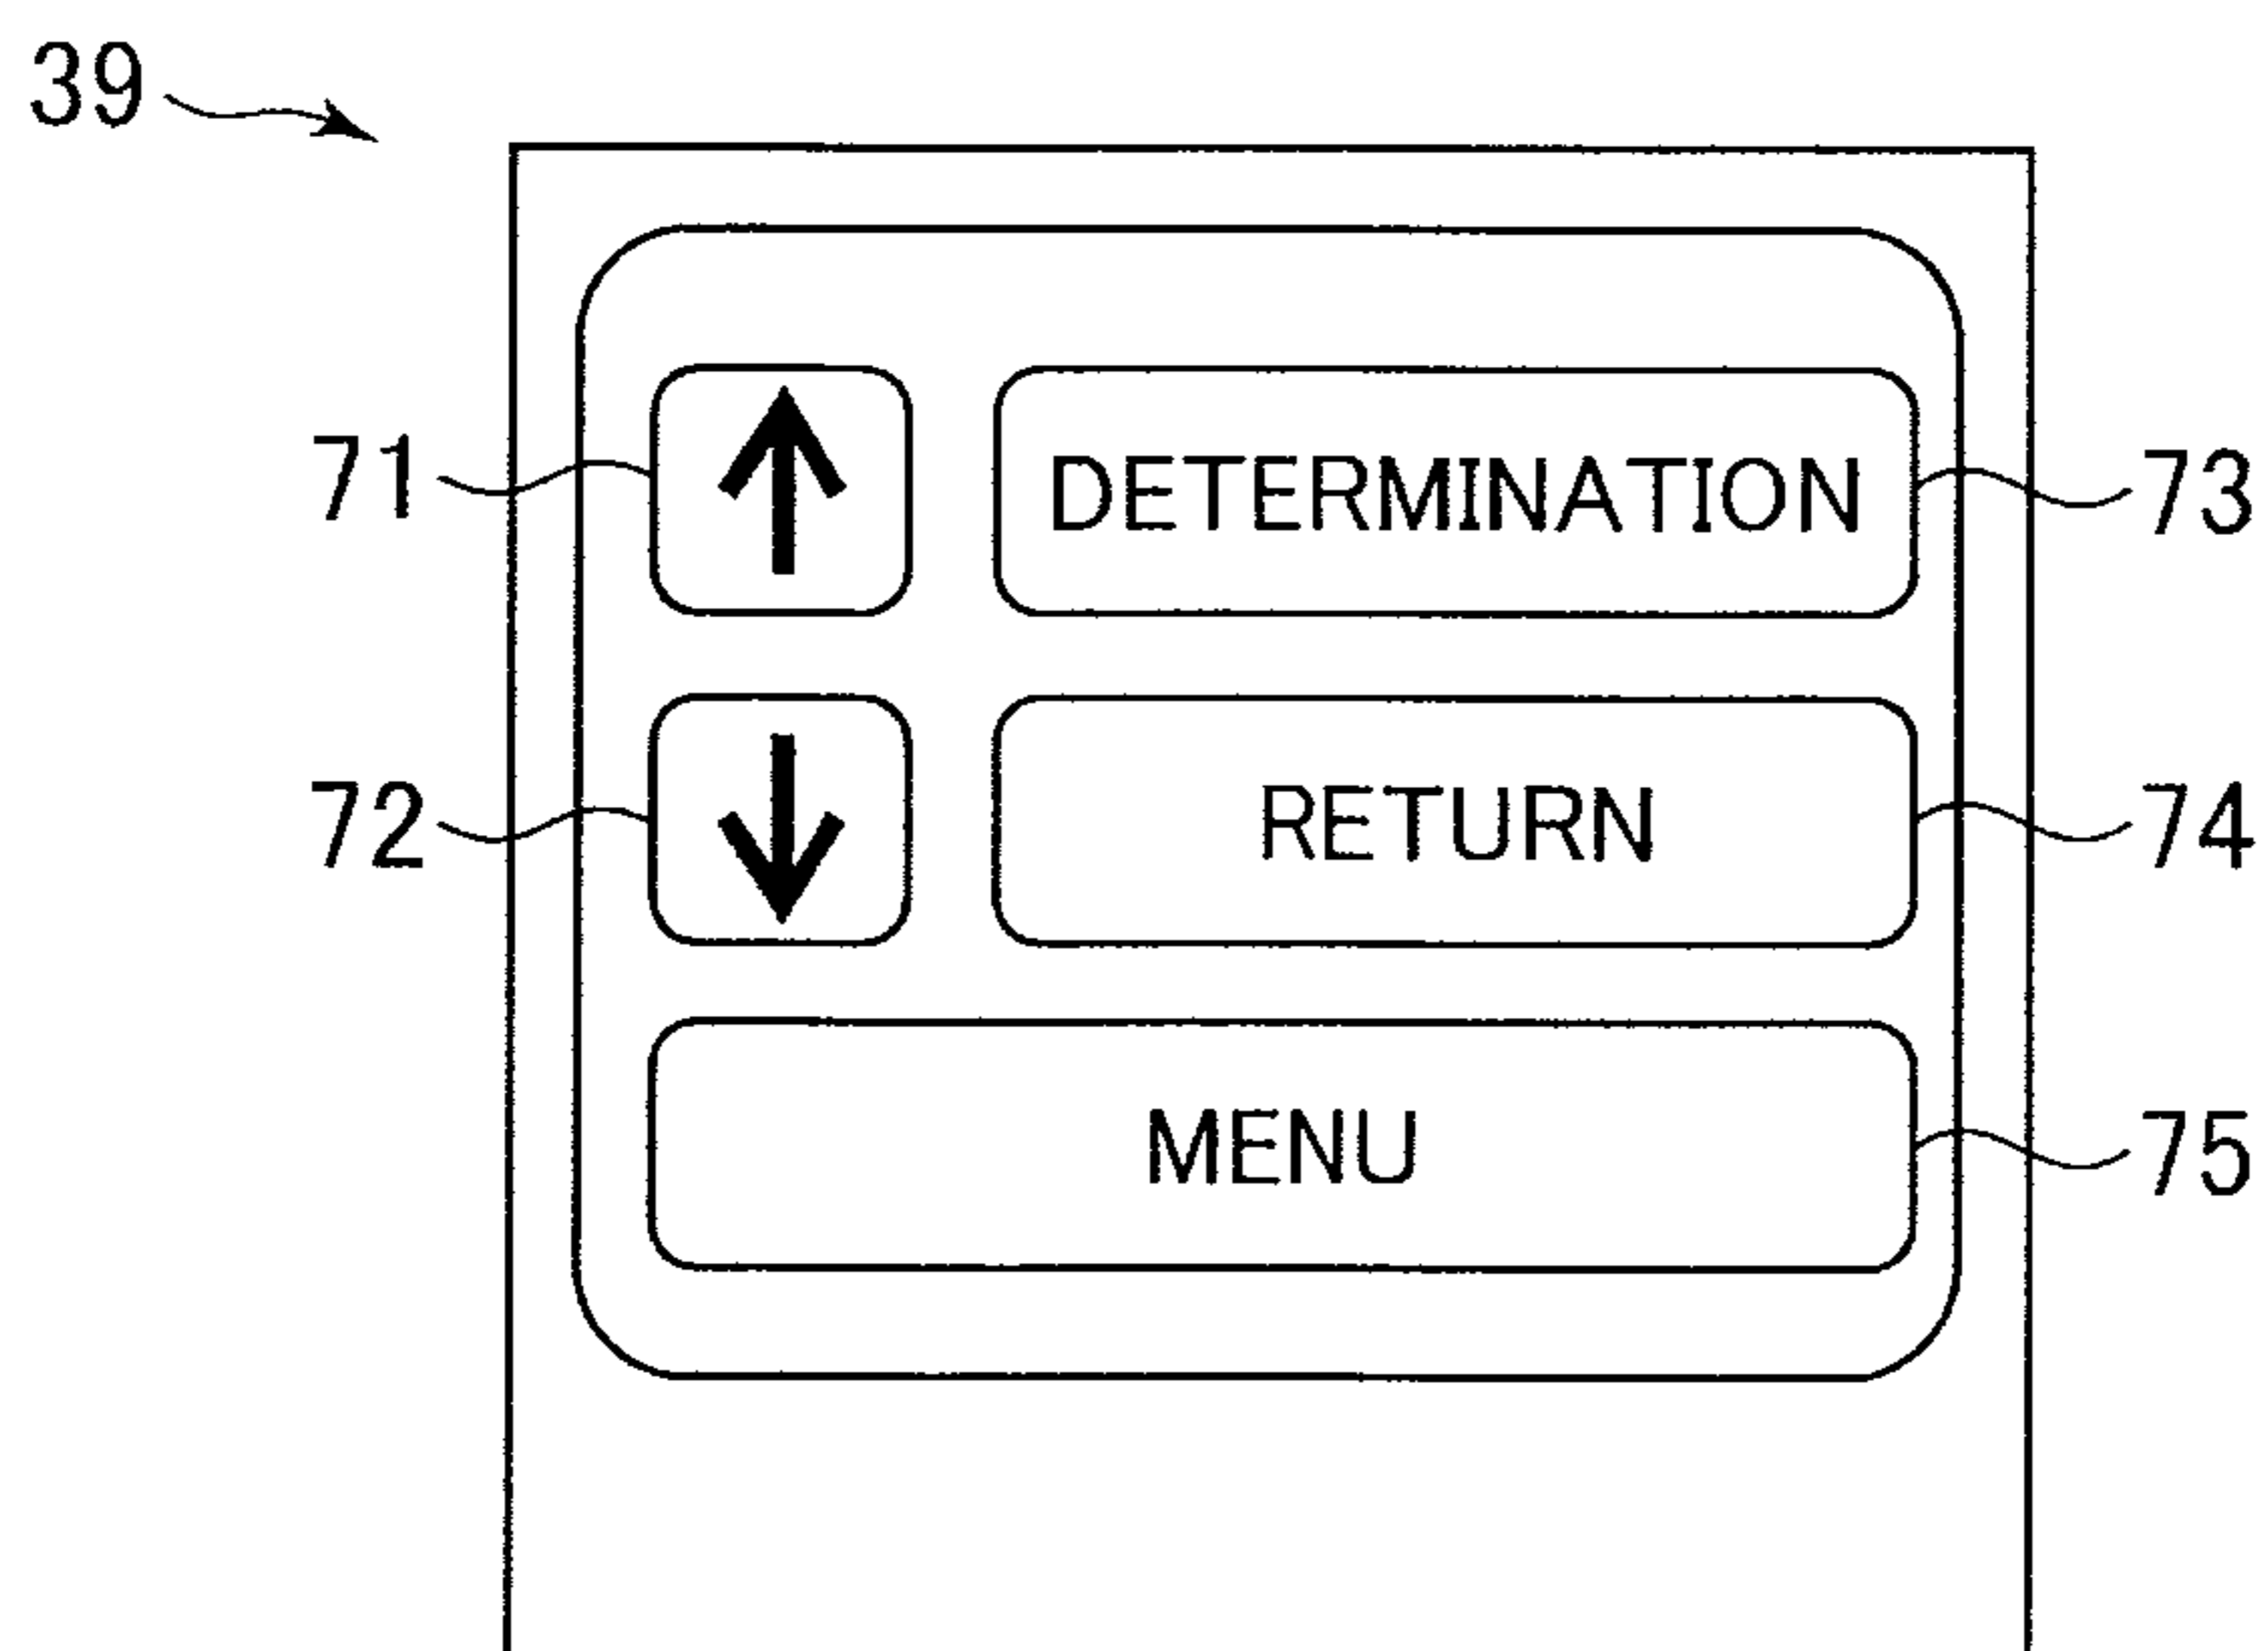 39
71 ↑ DETERMINATION 73
72 ↓ RETURN 74
MENU 75